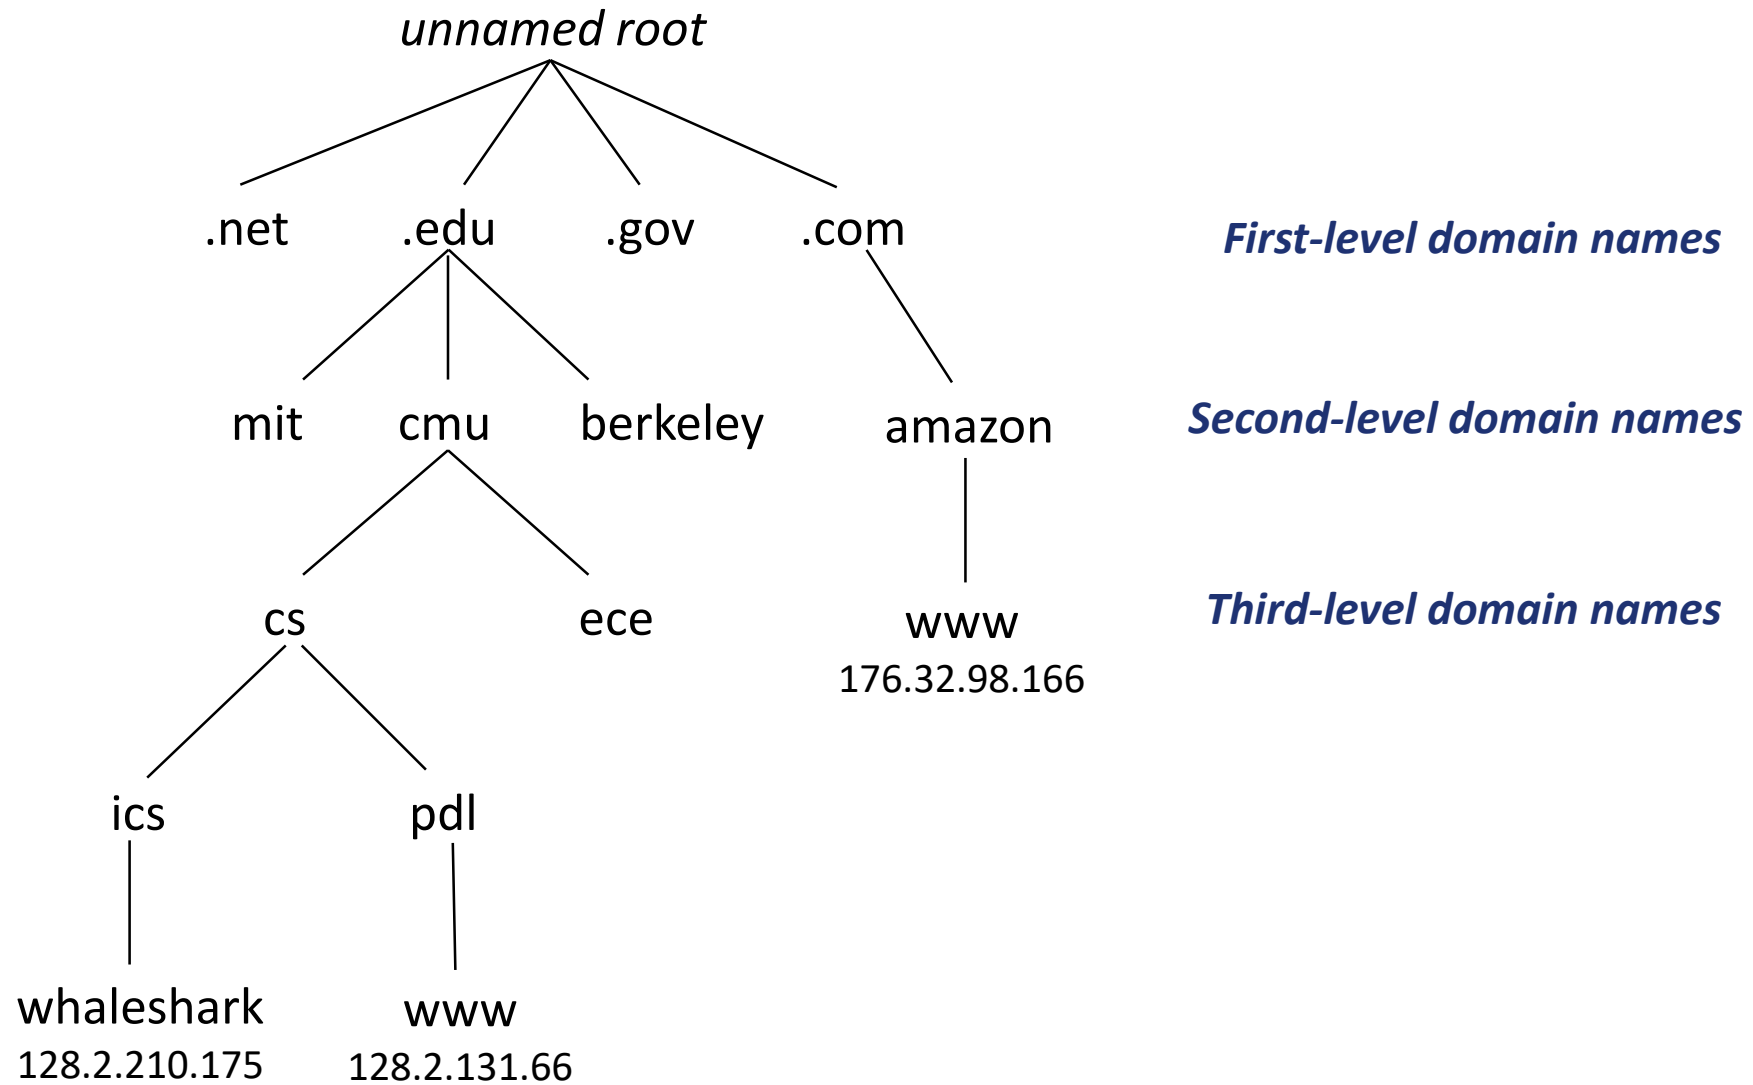 unnamed root
.net .edu .gov .com First-level domain names
mit cmu berkeley amazon Second-level domain names
cs ece www Third-level domain names
176.32.98.166
ics pdl
whaleshark www
128.2.210.175 128.2.131.66